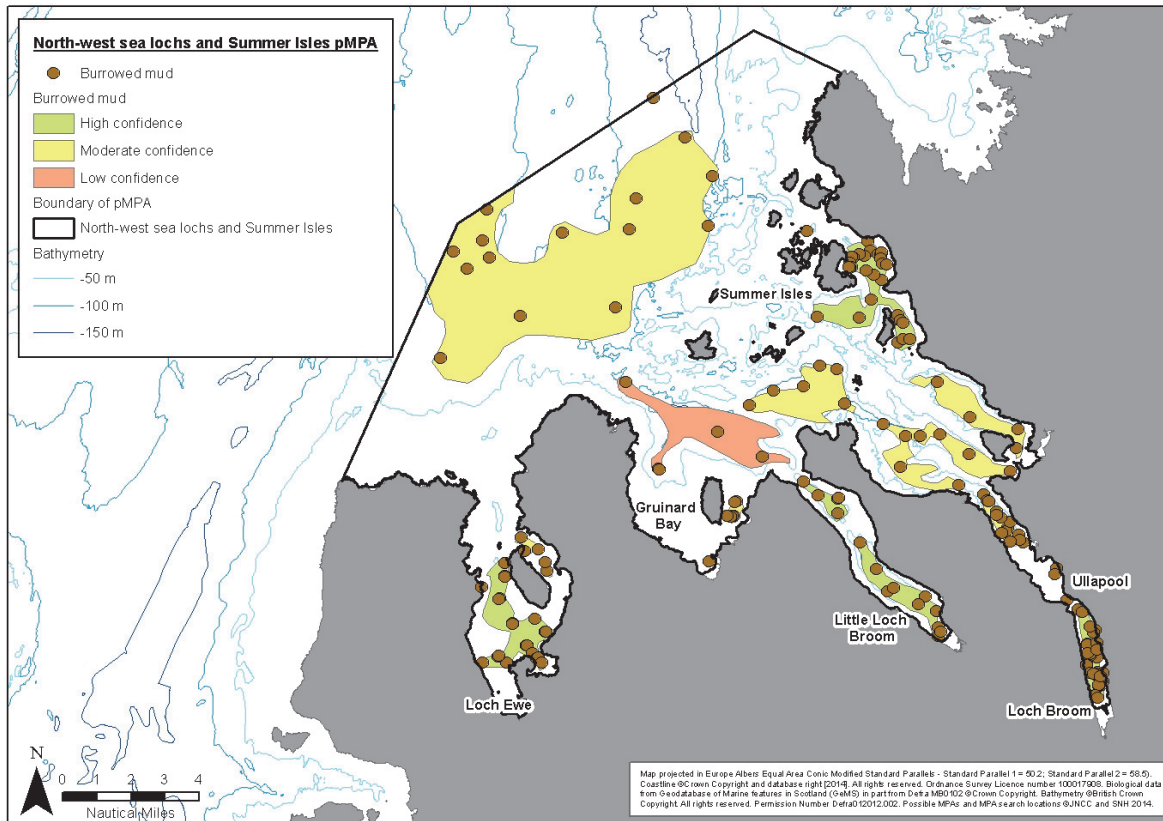 North-west sea lochs and Summer Isles pMPA
Burrowed mud
Burrowed mud
High confidence
Moderate confidence
Low confidence
Boundary of pMPA
North-west sea lochs and Summer Isles
Bathymetry
-50 m
-100 m
-150 m
Summer Isles
Gruinard
Bay
Ullapool
Little Loch
Broom
Loch Ewe
Loch Broom
N
0 1 2 3 4
Nautical Miles
Map projected in Europe Albers Equal Area Conic Modified Standard Parallels - Standard Parallel 1 = 50.2; Standard Parallel 2 = 58.5).
Coastline ©Crown Copyright and database right [2014]. All rights reserved. Ordnance Survey Licence number 100017908. Biological data
from Geodatabase of Marine features in Scotland (GeMS) in part from Defra MB0102 ©Crown Copyright. Bathymetry ©British Crown
Copyright. All rights reserved. Permission Number Defra012012.002. Possible MPAs and MPA search locations ©JNCC and SNH 2014.